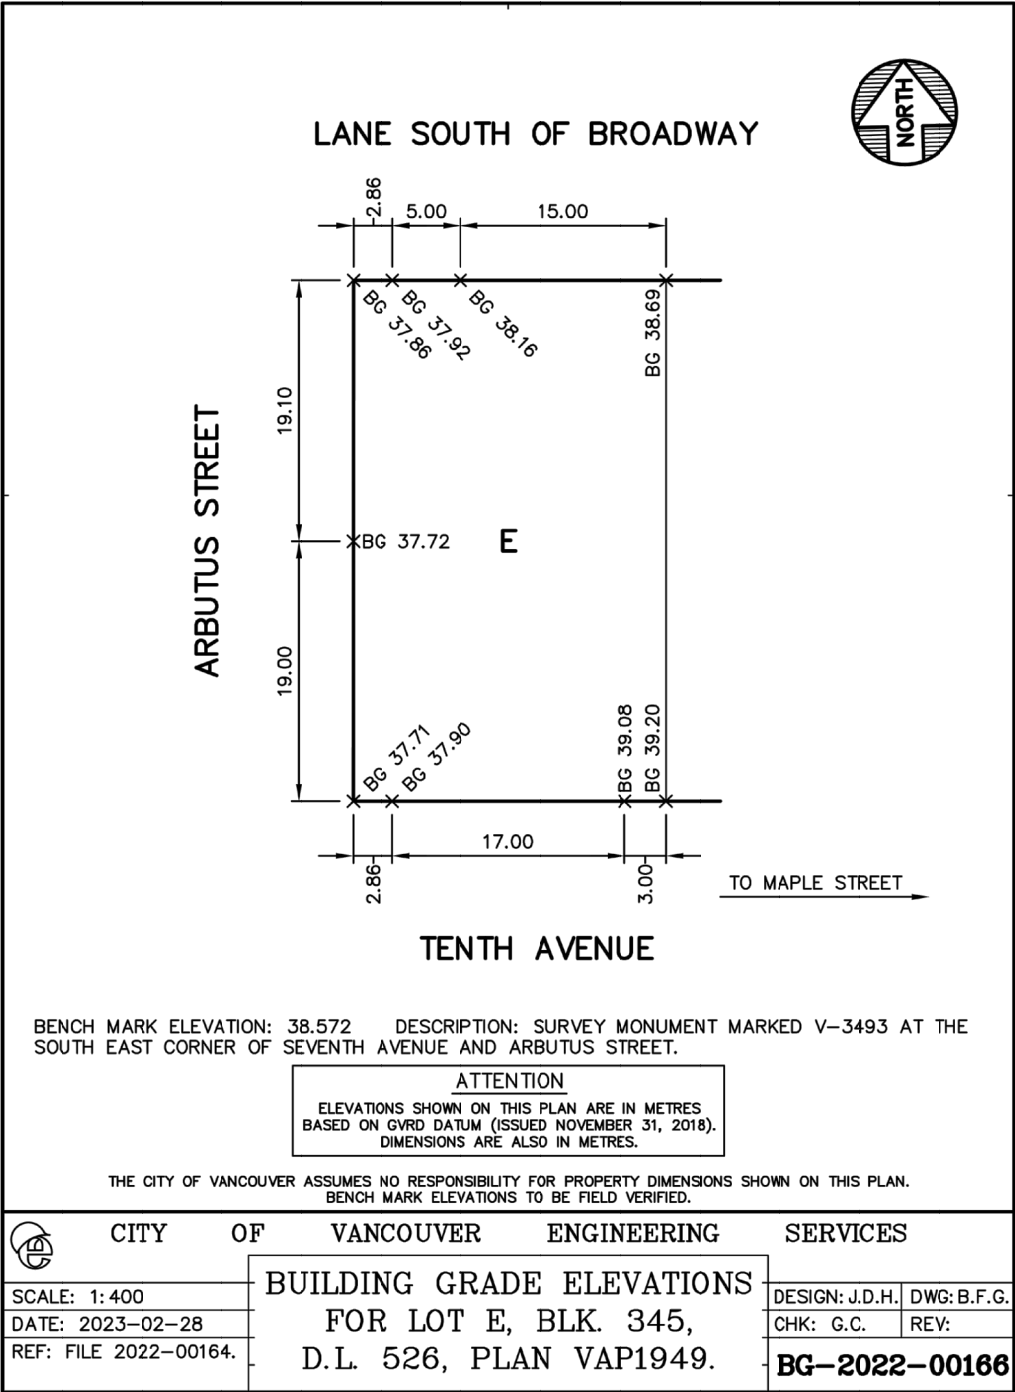 NORTH
LANE SOUTH OF BROADWAY
2.86
5.00
15.00
BG 37.86
BG 37.92
BG 38.16
BG 38.69
19.10
ARBUTUS STREET
BG 37.72
E
19.00
BG 37.71
BG 37.90
BG 39.08
BG 39.20
2.86
17.00
3.00
TO MAPLE STREET
TENTH AVENUE
BENCH MARK ELEVATION: 38.572 DESCRIPTION: SURVEY MONUMENT MARKED V-3493 AT THE
SOUTH EAST CORNER OF SEVENTH AVENUE AND ARBUTUS STREET.
ATTENTION
ELEVATIONS SHOWN ON THIS PLAN ARE IN METRES
BASED ON GVRD DATUM (ISSUED NOVEMBER 31, 2018).
DIMENSIONS ARE ALSO IN METRES.
THE CITY OF VANCOUVER ASSUMES NO RESPONSIBILITY FOR PROPERTY DIMENSIONS SHOWN ON THIS PLAN.
BENCH MARK ELEVATIONS TO BE FIELD VERIFIED.
CITY OF VANCOUVER ENGINEERING SERVICES
SCALE: 1:400
DATE: 2023-02-28
REF: FILE 2022-00164.
BUILDING GRADE ELEVATIONS
FOR LOT E, BLK. 345,
D.L. 526, PLAN VAP1949.
DESIGN: J.D.H. DWG: B.F.G.
CHK: G.C. REV:
BG-2022-00166